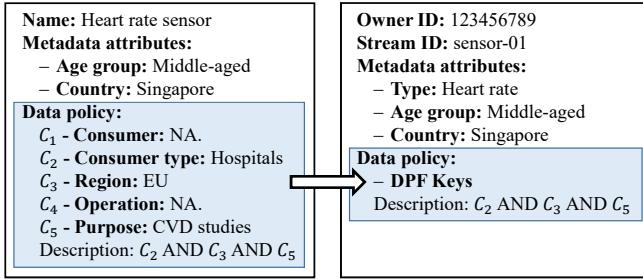 Name: Heart rate sensor
Metadata attributes:
– Age group: Middle-aged
– Country: Singapore
Data policy:
C₁ - Consumer: NA.
C₂ - Consumer type: Hospitals
C₃ - Region: EU
C₄ - Operation: NA.
C₅ - Purpose: CVD studies
Description: C₂ AND C₃ AND C₅
Owner ID: 123456789
Stream ID: sensor-01
Metadata attributes:
– Type: Heart rate
– Age group: Middle-aged
– Country: Singapore
Data policy:
– DPF Keys
Description: C₂ AND C₃ AND C₅